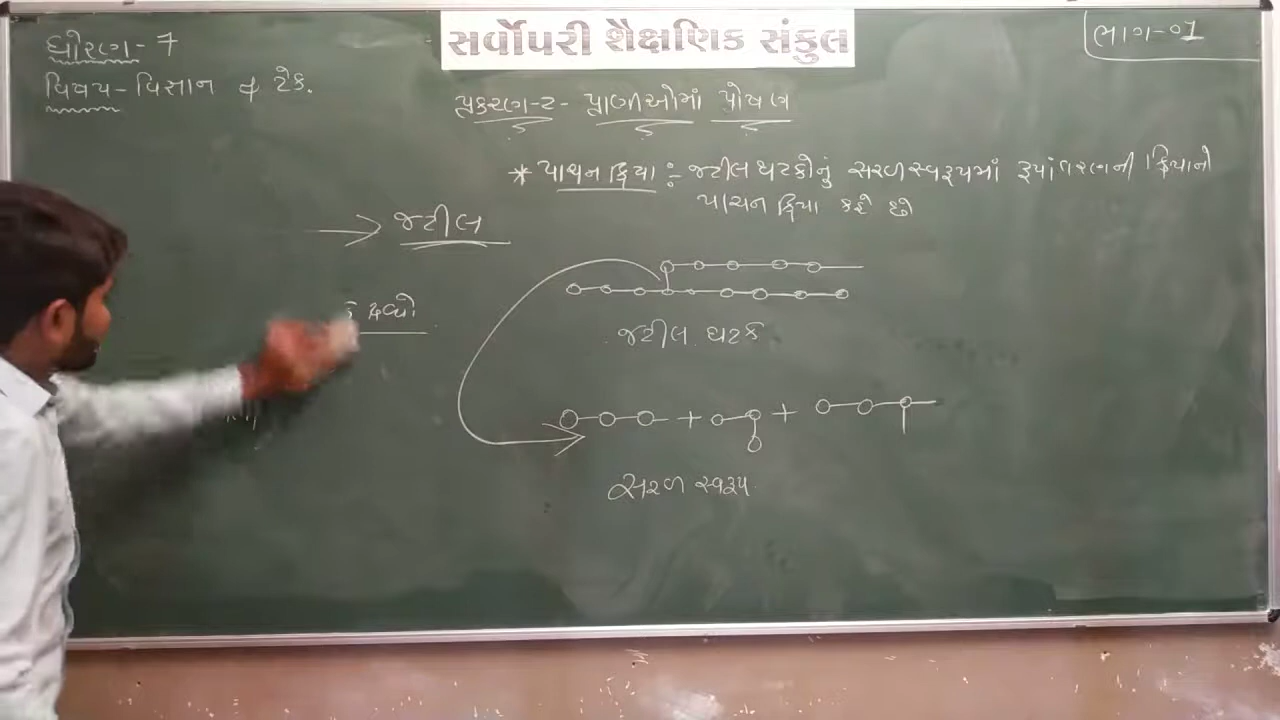 સર્વોપરી શૈક્ષણિક સંકુલ
ભાગ-01
ધોરણ- 7
વિષય- વિજ્ઞાન & ટેક.
પ્રકરણ-2- પ્રાણીઓમાં પોષણ
* પાચન ક્રિયા :- જટીલ ઘટકોનું સરળ સ્વરૂપમાં રૂપાંતરણની ક્રિયાને
પાચન ક્રિયા કહે છે
→ જટીલ
જટીલ ઘટક
+ +
સરળ સ્વરૂપ